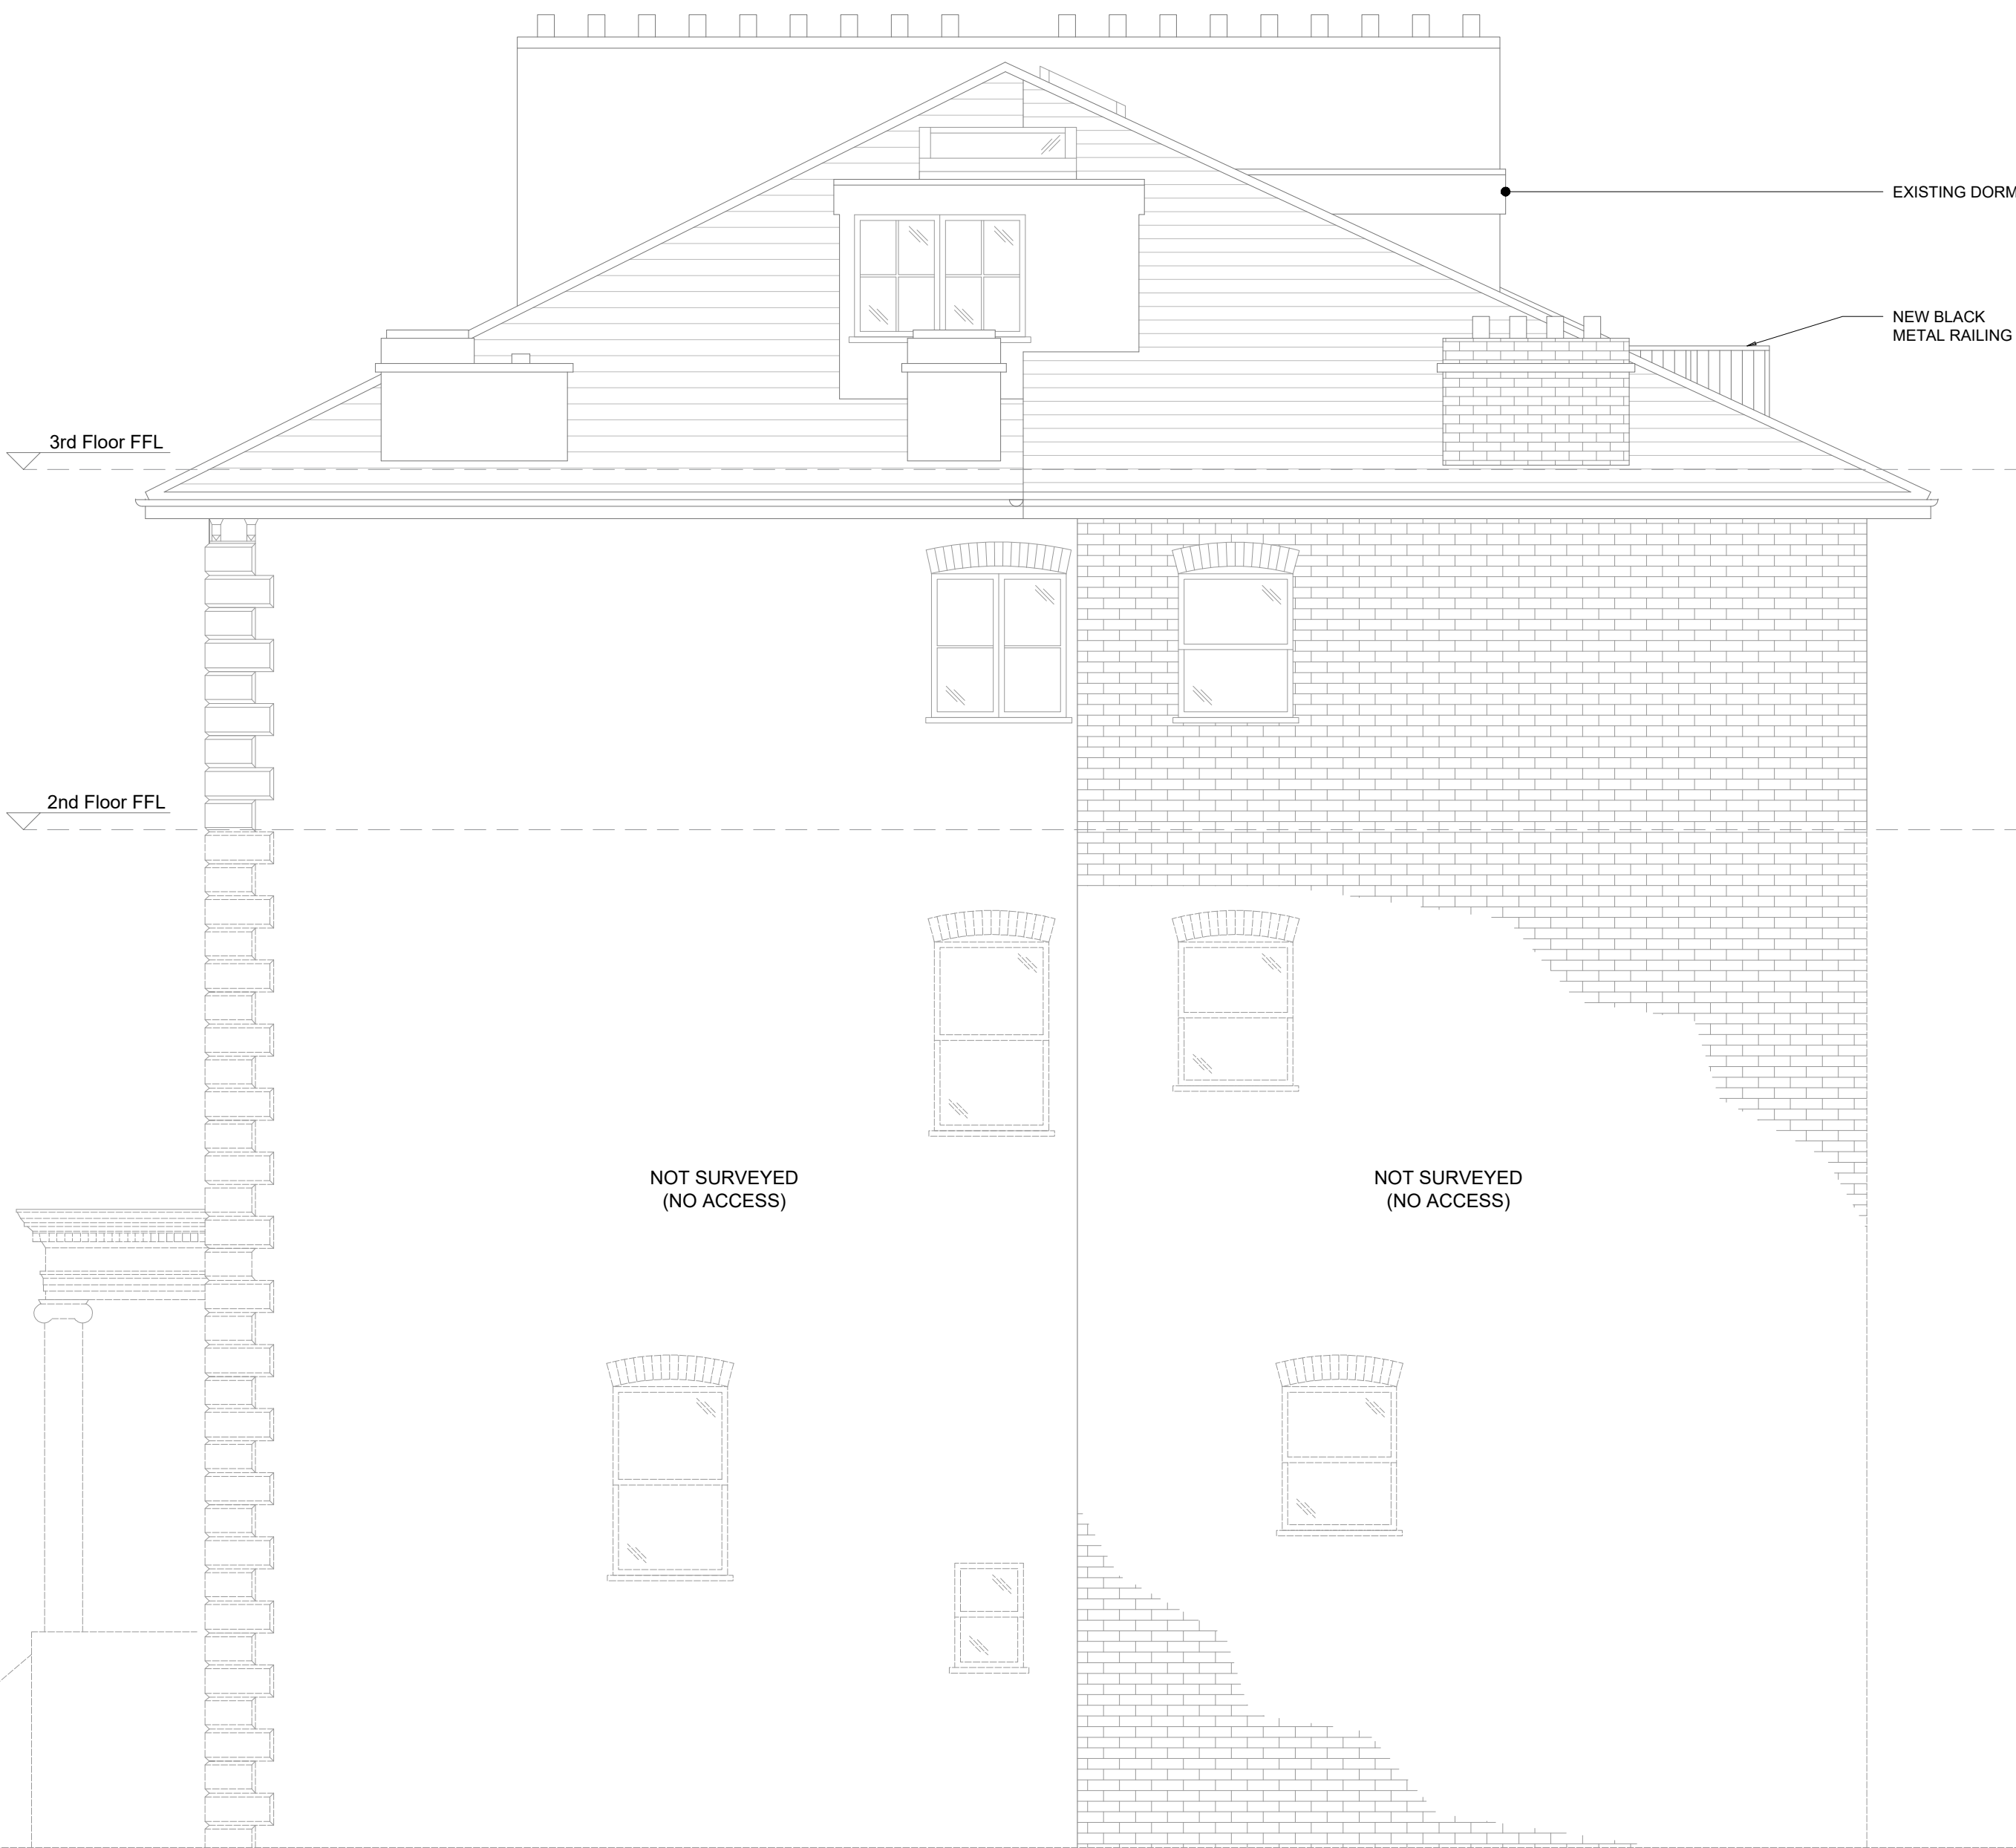 EXISTING DORM
NEW BLACK
METAL RAILING
3rd Floor FFL
2nd Floor FFL
NOT SURVEYED
(NO ACCESS)
NOT SURVEYED
(NO ACCESS)